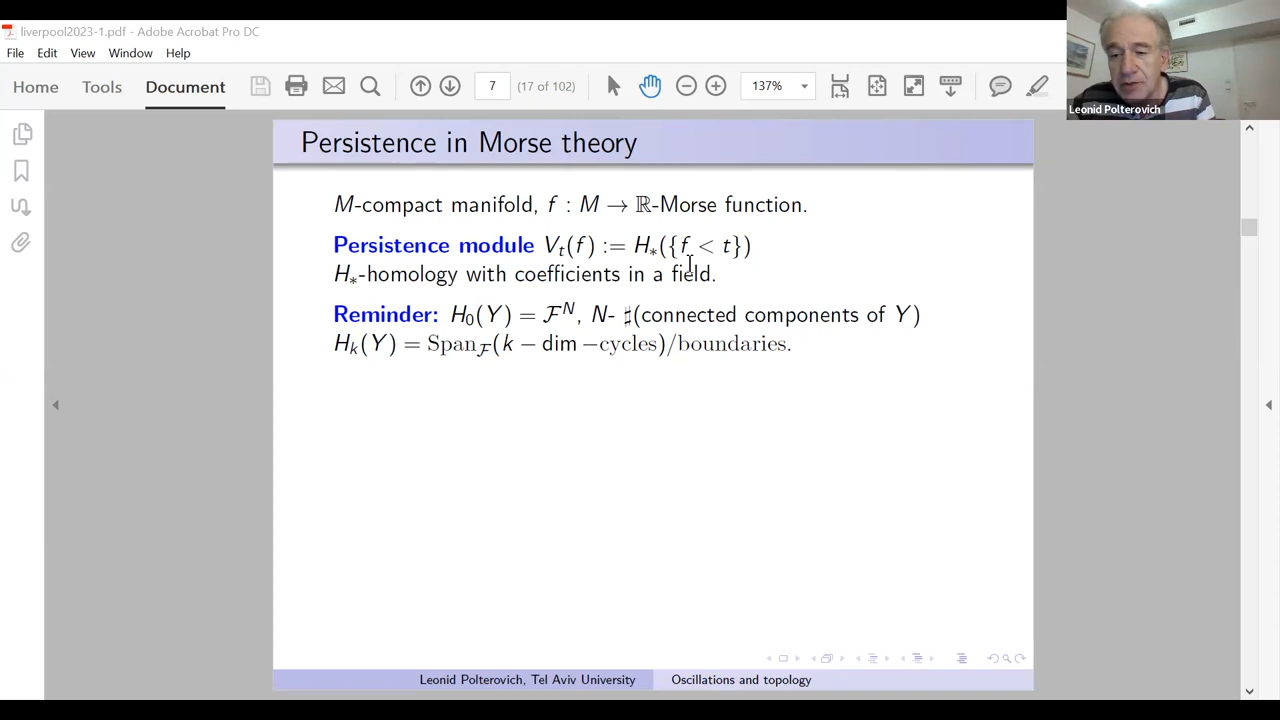 liverpool2023-1.pdf - Adobe Acrobat Pro DC
File Edit View Window Help
Home Tools Document 7 (17 of 102) 137%
Leonid Polterovich
Persistence in Morse theory
M-compact manifold, f : M → ℝ-Morse function.
Persistence module V_t(f) := H_*({f < t})
H_*-homology with coefficients in a field.
Reminder: H_0(Y) = ℱ^N, N- ♯(connected components of Y)
H_k(Y) = Span_ℱ(k − dim −cycles)/boundaries.
Leonid Polterovich, Tel Aviv University Oscillations and topology